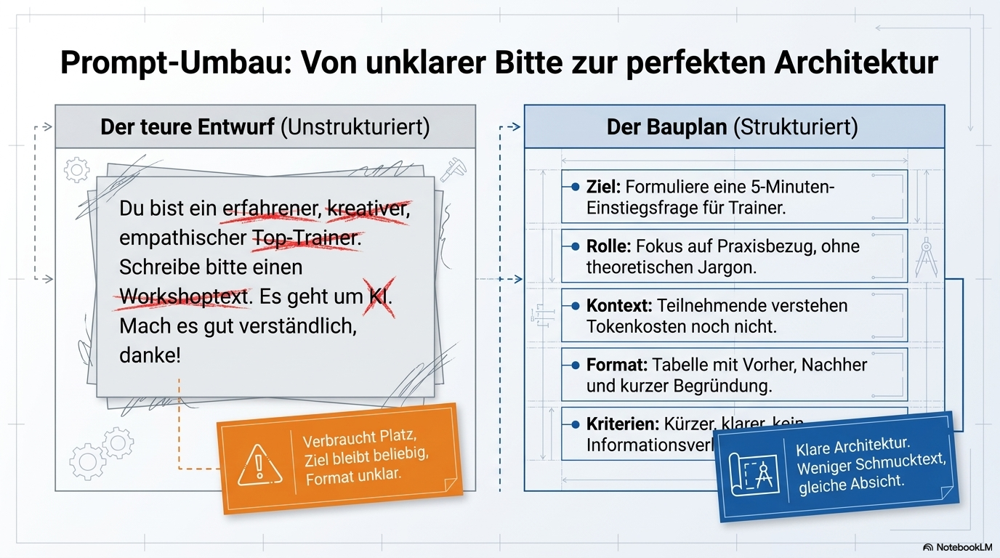 Prompt-Umbau: Von unklarer Bitte zur perfekten Architektur
Der teure Entwurf (Unstrukturiert)
Du bist ein erfahrener, kreativer,
empathischer Top-Trainer.
Schreibe bitte einen
Workshoptext. Es geht um KI.
Mach es gut verständlich,
danke!
Verbraucht Platz,
Ziel bleibt beliebig,
Format unklar.
Der Bauplan (Strukturiert)
Ziel: Formuliere eine 5-Minuten-
Einstiegsfrage für Trainer.
Rolle: Fokus auf Praxisbezug, ohne
theoretischen Jargon.
Kontext: Teilnehmende verstehen
Tokenkosten noch nicht.
Format: Tabelle mit Vorher, Nachher
und kurzer Begründung.
Kriterien: Kürzer, klarer, kein
Klare Architektur.
Weniger Schmucktext,
gleiche Absicht.
NotebookLM